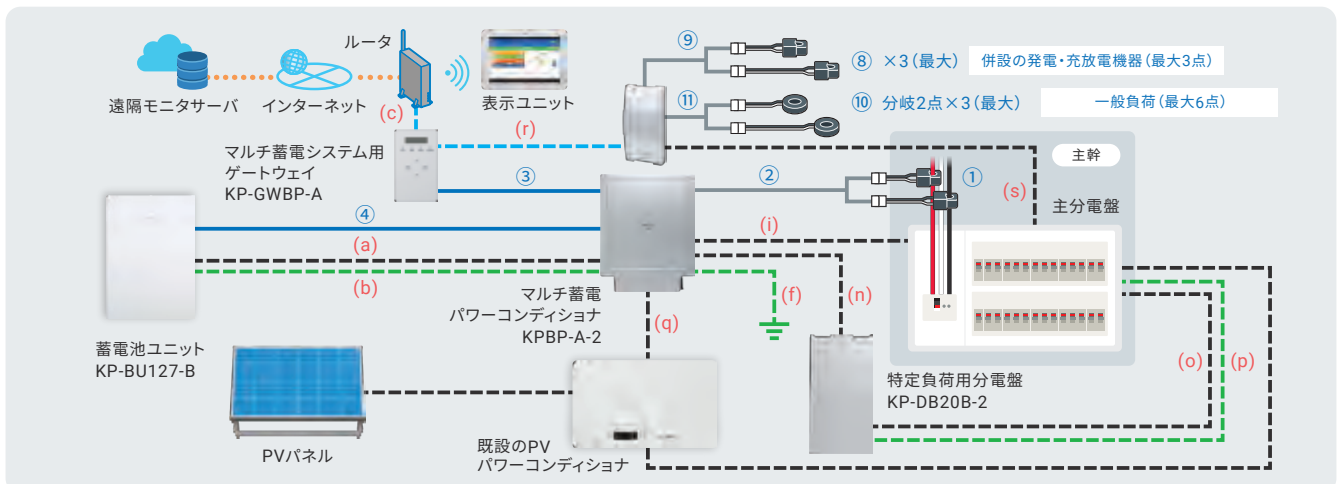 ルータ
遠隔モニタサーバ
インターネット
表示ユニット
(c)
(r)
⑨
⑧ ×3(最大)
併設の発電・充放電機器(最大3点)
⑪
⑩ 分岐2点×3(最大)
一般負荷(最大6点)
マルチ蓄電システム用
ゲートウェイ
KP-GWBP-A
③
②
①
主幹
主分電盤
(s)
④
(a)
(b)
(i)
(f)
(n)
マルチ蓄電
パワーコンディショナ
KPBP-A-2
(q)
蓄電池ユニット
KP-BU127-B
PVパネル
既設のPV
パワーコンディショナ
特定負荷用分電盤
KP-DB20B-2
(o)
(p)